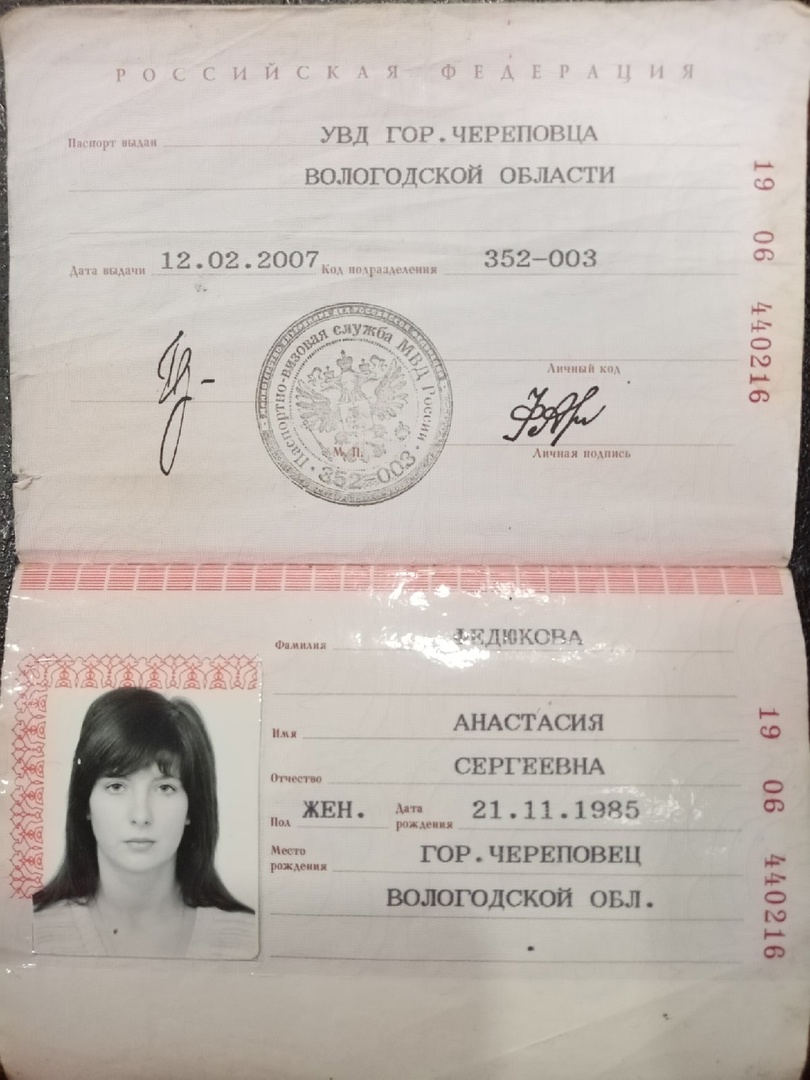 РОССИЙСКАЯ ФЕДЕРАЦИЯ
Паспорт выдан УВД ГОР.ЧЕРЕПОВЦА
ВОЛОГОДСКОЙ ОБЛАСТИ
Дата выдачи 12.02.2007 Код подразделения 352-003
19 06 440216
Паспортно-визовая служба МВД России
352-003
М. П.
Личный код
Личная подпись
Фамилия ФЕДЮКОВА
Имя АНАСТАСИЯ
Отчество СЕРГЕЕВНА
Пол ЖЕН. Дата рождения 21.11.1985
Место рождения ГОР.ЧЕРЕПОВЕЦ
ВОЛОГОДСКОЙ ОБЛ.
19 06 440216